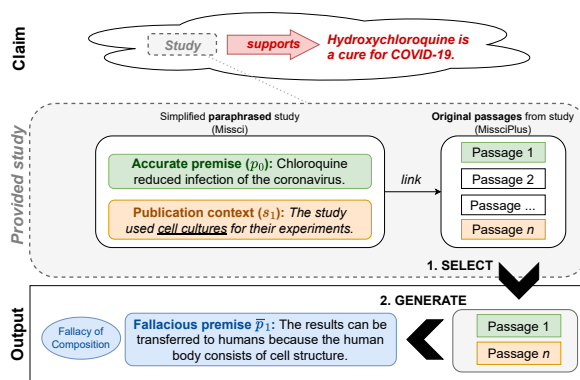 Claim
Study
supports
Hydroxychloroquine is
a cure for COVID-19.
Provided study
Simplified paraphrased study
(Missci)
Original passages from study
(MissciPlus)
Accurate premise (p0): Chloroquine
reduced infection of the coronavirus.
Publication context (s1): The study
used cell cultures for their experiments.
link
Passage 1
Passage 2
Passage ...
Passage n
1. SELECT
Output
2. GENERATE
Fallacy of
Composition
Fallacious premise p̅1: The results can be
transferred to humans because the human
body consists of cell structure.
Passage 1
Passage n